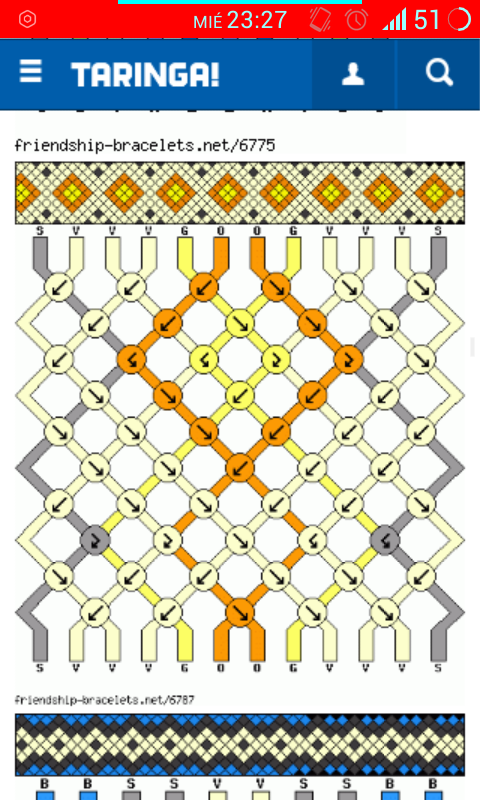 MIÉ 23:27 51
TARINGA!
friendship-bracelets.net/6775
S V V V G O O G V V V S
S V V V G O O G V V V S
friendship-bracelets.net/6787
B B S S V V S S B B